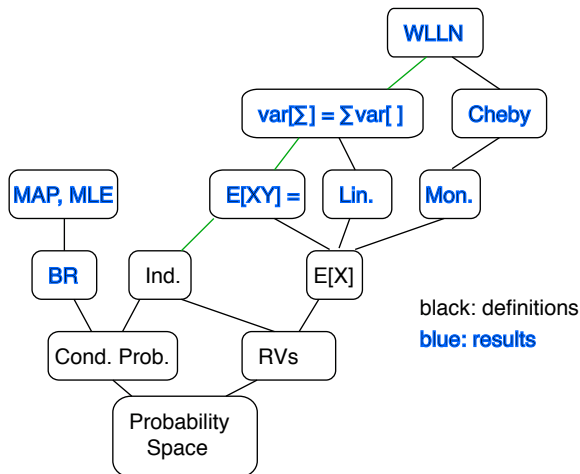 WLLN
var[Σ] = Σvar[ ]
Cheby
MAP, MLE
E[XY] =
Lin.
Mon.
BR
Ind.
E[X]
black: definitions
blue: results
Cond. Prob.
RVs
Probability
Space